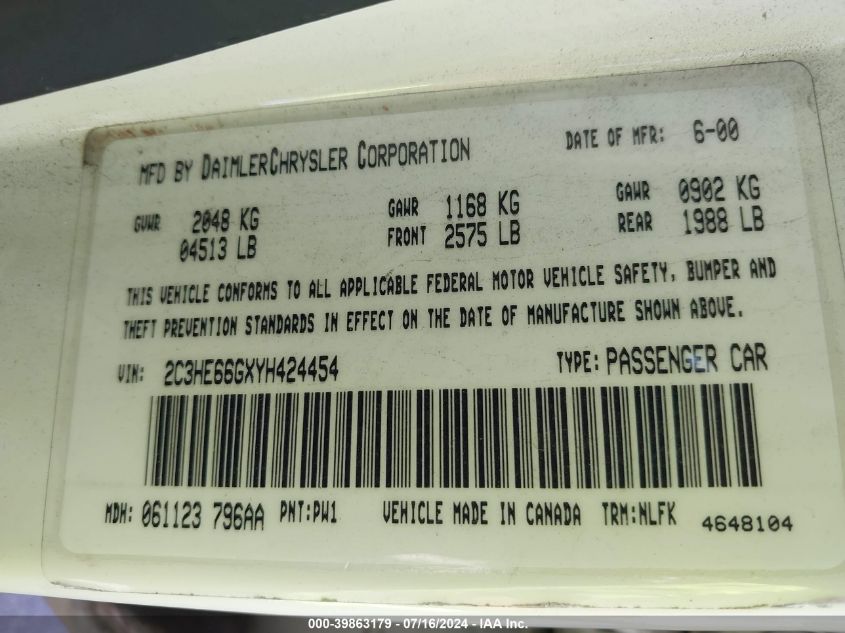 MFD BY DAIMLERCHRYSLER CORPORATION DATE OF MFR: 6-00
GVWR 2048 KG GAWR 1168 KG GAWR 0902 KG
04513 LB FRONT 2575 LB REAR 1988 LB
THIS VEHICLE CONFORMS TO ALL APPLICABLE FEDERAL MOTOR VEHICLE SAFETY, BUMPER AND
THEFT PREVENTION STANDARDS IN EFFECT ON THE DATE OF MANUFACTURE SHOWN ABOVE.
VIN: 2C3HE66GXYH424454 TYPE: PASSENGER CAR
MDH: 061123 796AA PNT:PW1 VEHICLE MADE IN CANADA TRM:NLFK 4648104
000-39863179 - 07/16/2024 - IAA Inc.